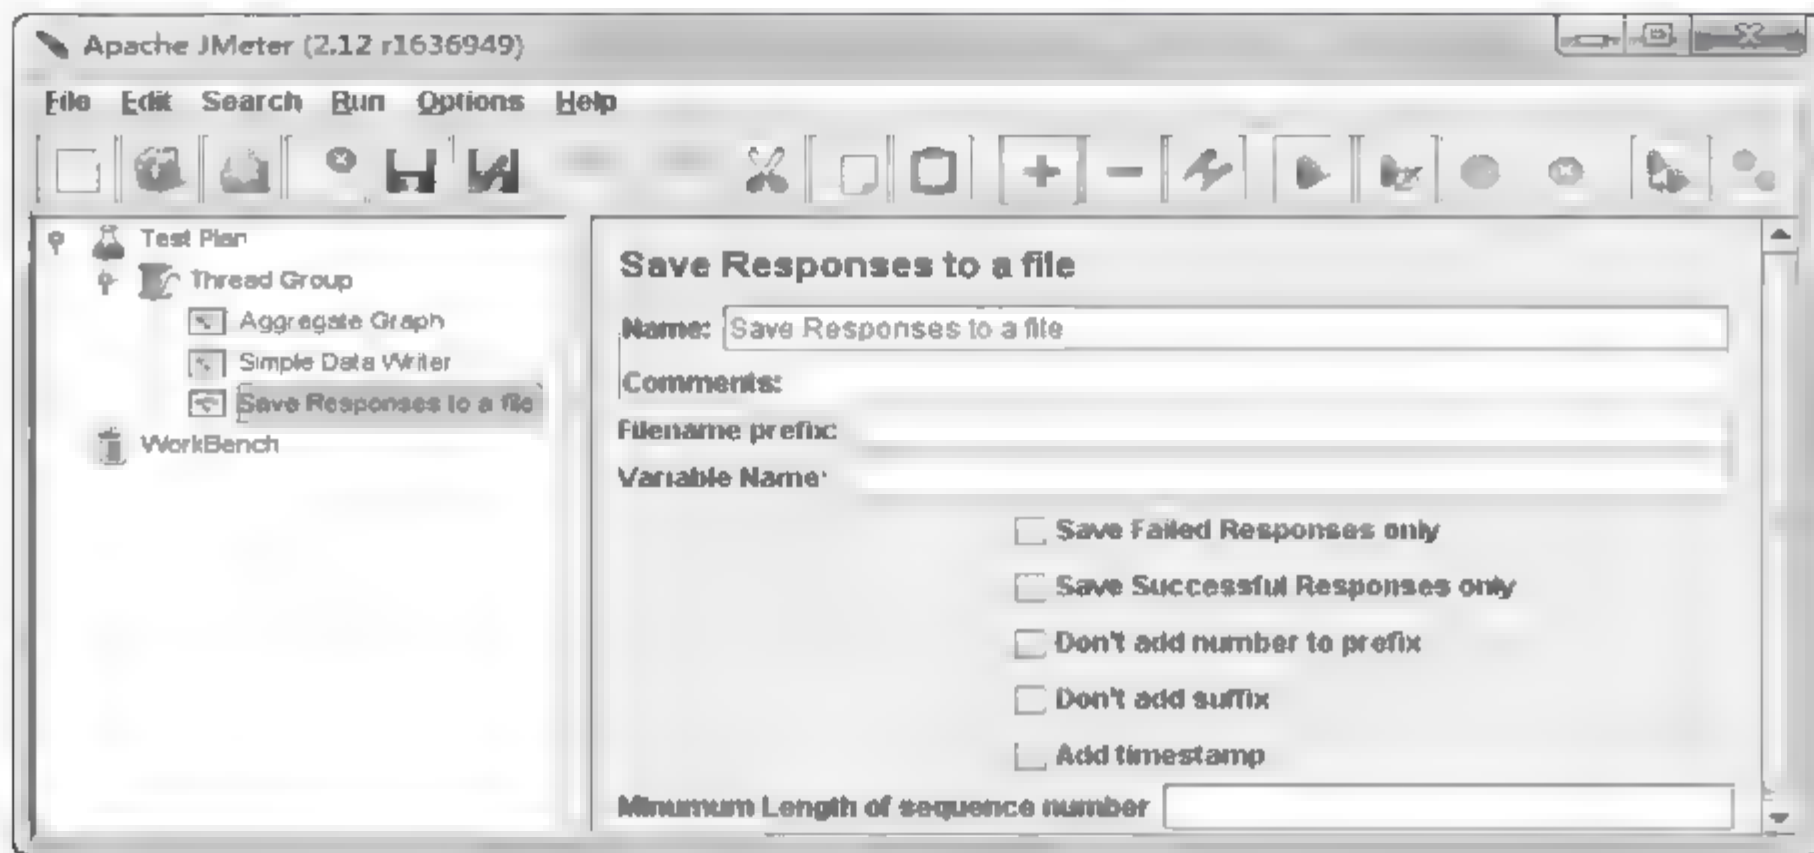 Apache JMeter (2.12 r1636949)
File Edit Search Run Options Help
Test Plan
Thread Group
Aggregate Graph
Simple Data Writer
Save Responses to a file
WorkBench
Save Responses to a file
Name: Save Responses to a file
Comments:
Filename prefix:
Variable Name:
Save Failed Responses only
Save Successful Responses only
Don't add number to prefix
Don't add suffix
Add timestamp
Minumum Length of sequence number